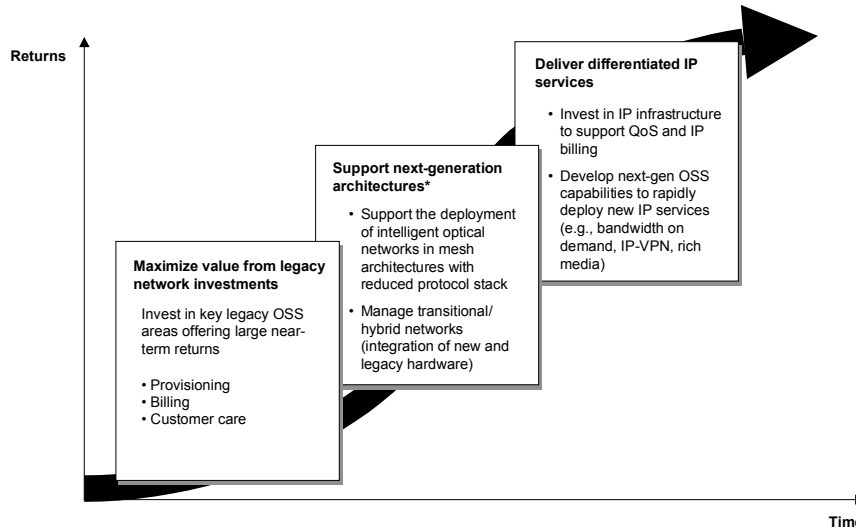 Returns
Deliver differentiated IP
services
• Invest in IP infrastructure
to support QoS and IP
billing
• Develop next-gen OSS
capabilities to rapidly
deploy new IP services
(e.g., bandwidth on
demand, IP-VPN, rich
media)
Support next-generation
architectures*
• Support the deployment
of intelligent optical
networks in mesh
architectures with
reduced protocol stack
• Manage transitional/
hybrid networks
(integration of new and
legacy hardware)
Maximize value from legacy
network investments
Invest in key legacy OSS
areas offering large near-
term returns
• Provisioning
• Billing
• Customer care
Time